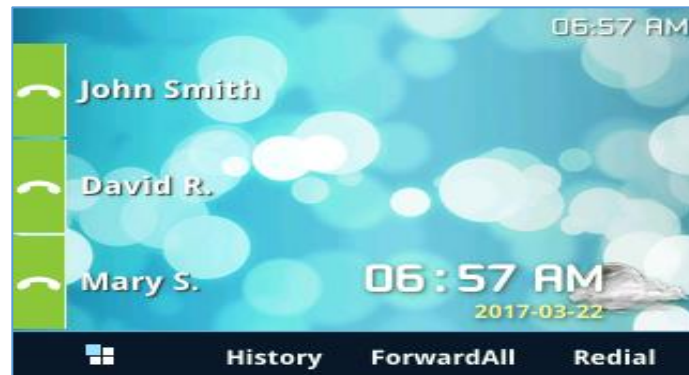 06:57 AM
John Smith
David R.
Mary S.
06:57 AM
2017-03-22
History ForwardAll Redial